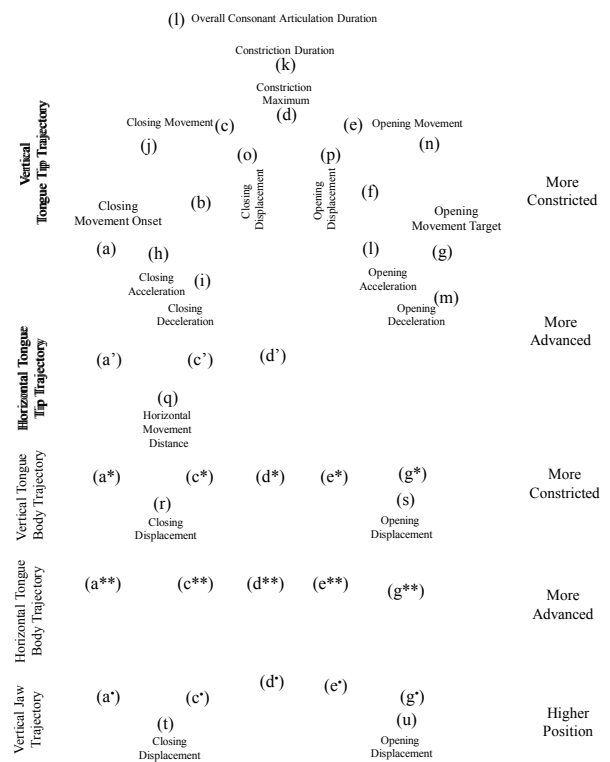 (l) Overall Consonant Articulation Duration
Constriction Duration
(k)
Constriction
Maximum
(d)
Closing Movement (c) (e) Opening Movement
(j) (n)
(o) (p)
Vertical
Tongue Tip Trajectory
(b) Closing
Displacement
Opening
Displacement
(f)
More
Constricted
Closing
Movement Onset
Opening
Movement Target
(a) (h) (l) (g)
Closing
Acceleration
(i)
Closing
Deceleration
Opening
Acceleration
(m)
Opening
Deceleration
More
Advanced
Horizontal Tongue
Tip Trajectory
(a’) (c’) (d’)
(q)
Horizontal
Movement
Distance
Vertical Tongue
Body Trajectory
(a*) (c*) (d*) (e*) (g*)
More
Constricted
(r) (s)
Closing
Displacement
Opening
Displacement
Horizontal Tongue
Body Trajectory
(a**) (c**) (d**) (e**) (g**)
More
Advanced
Vertical Jaw
Trajectory
(a•) (c•) (d•) (e•) (g•)
Higher
Position
(t) (u)
Closing
Displacement
Opening
Displacement